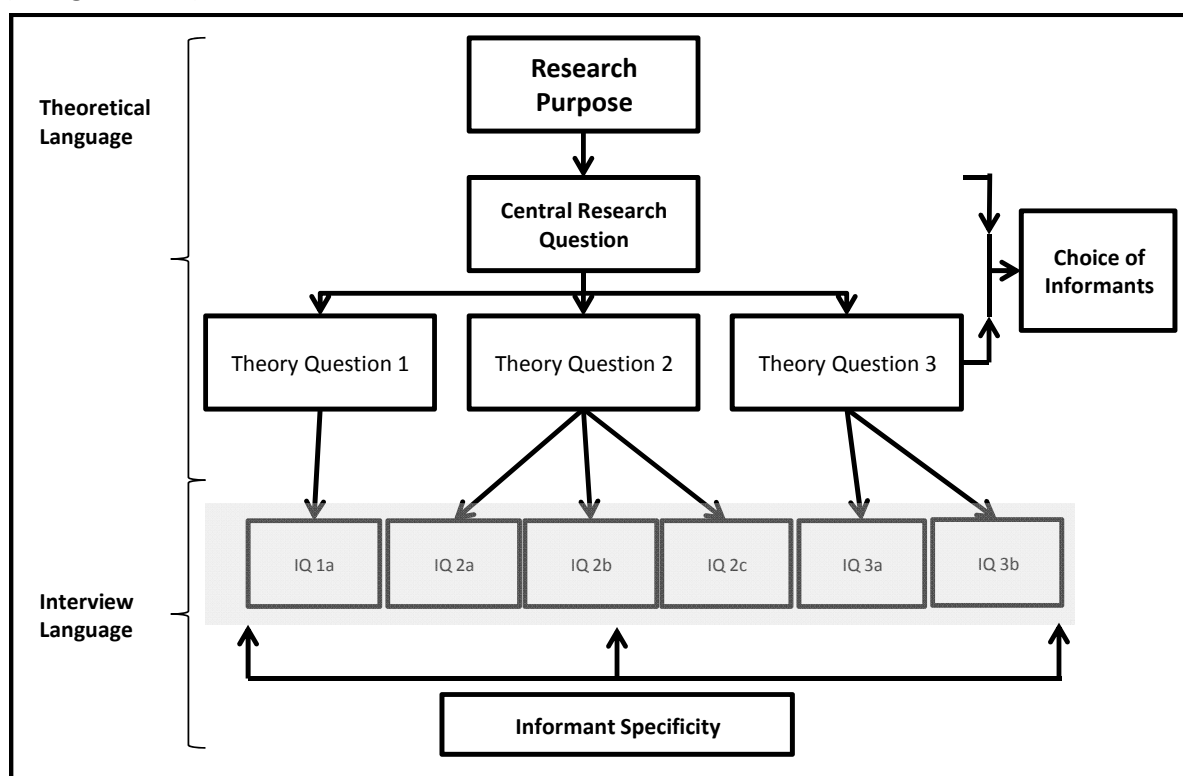 Research
Purpose
Theoretical
Language
Central Research
Question
Choice of
Informants
Theory Question 1
Theory Question 2
Theory Question 3
IQ 1a
IQ 2a
IQ 2b
IQ 2c
IQ 3a
IQ 3b
Interview
Language
Informant Specificity